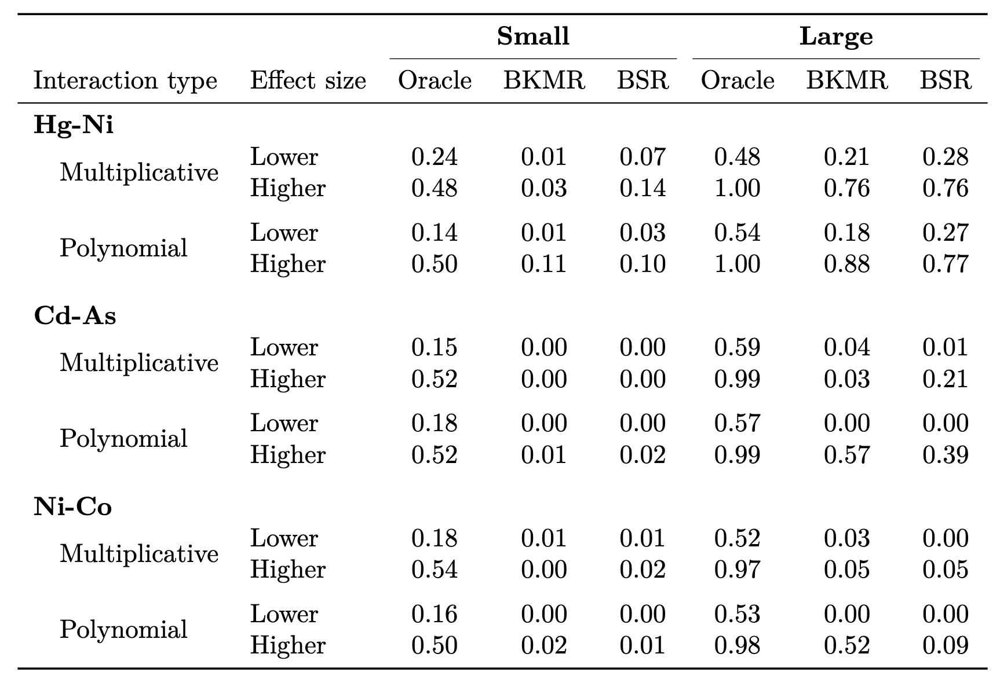 Small Large
Interaction type Effect size Oracle BKMR BSR Oracle BKMR BSR
Hg-Ni
Multiplicative
Lower 0.24 0.01 0.07 0.48 0.21 0.28
Higher 0.48 0.03 0.14 1.00 0.76 0.76
Polynomial
Lower 0.14 0.01 0.03 0.54 0.18 0.27
Higher 0.50 0.11 0.10 1.00 0.88 0.77
Cd-As
Multiplicative
Lower 0.15 0.00 0.00 0.59 0.04 0.01
Higher 0.52 0.00 0.00 0.99 0.03 0.21
Polynomial
Lower 0.18 0.00 0.00 0.57 0.00 0.00
Higher 0.52 0.01 0.02 0.99 0.57 0.39
Ni-Co
Multiplicative
Lower 0.18 0.01 0.01 0.52 0.03 0.00
Higher 0.54 0.00 0.02 0.97 0.05 0.05
Polynomial
Lower 0.16 0.00 0.00 0.53 0.00 0.00
Higher 0.50 0.02 0.01 0.98 0.52 0.09